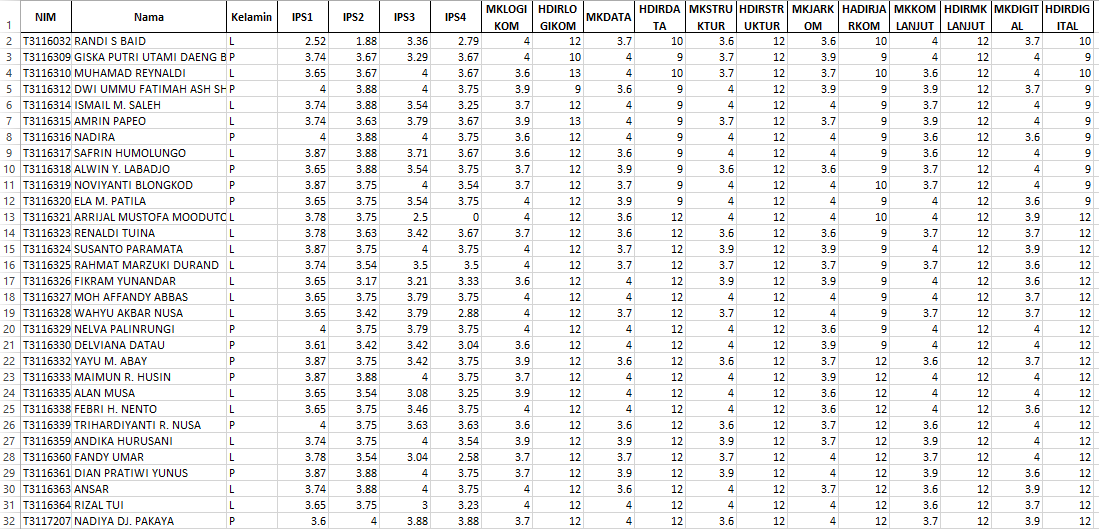 MKLOGI HDIRLO HDIRDA MKSTRU HDIRSTR MKJARK HADIRJA MKKOM HDIRMK MKDIGIT HDIRDIG
NIM Nama Kelamin IPS1 IPS2 IPS3 IPS4 MKDATA
1 KOM GIKOM TA KTUR UKTUR OM RKOM LANJUT LANJUT AL ITAL
2 T3116032 RANDI S BAID L 2.52 1.88 3.36 2.79 4 12 3.7 10 3.6 12 3.6 10 4 12 3.7 10
3 T3116309 GISKA PUTRI UTAMI DAENG B P 3.74 3.67 3.29 3.67 4 10 4 9 3.7 12 3.9 9 4 12 4 9
4 T3116310 MUHAMAD REYNALDI L 3.65 3.67 4 3.67 3.6 13 4 10 3.7 12 3.7 10 3.6 12 4 10
5 T3116312 DWI UMMU FATIMAH ASH SH P 4 3.88 4 3.75 3.9 9 3.6 9 4 12 3.9 9 3.9 12 3.7 9
6 T3116314 ISMAIL M. SALEH L 3.74 3.88 3.54 3.25 3.7 12 4 9 4 12 4 9 3.7 12 4 9
7 T3116315 AMRIN PAPEO L 3.74 3.63 3.79 3.67 3.9 13 4 9 3.7 12 3.7 9 3.9 12 4 9
8 T3116316 NADIRA P 4 3.88 4 3.75 3.6 12 4 9 4 12 4 9 3.6 12 3.6 9
9 T3116317 SAFRIN HUMOLUNGO L 3.87 3.88 3.71 3.67 3.6 12 3.6 9 4 12 4 9 3.6 12 4 9
10 T3116318 ALWIN Y. LABADJO P 3.65 3.88 3.54 3.75 3.7 12 3.9 9 3.6 12 3.6 9 3.7 12 4 9
11 T3116319 NOVIYANTI BLONGKOD P 3.87 3.75 4 3.54 3.7 12 3.7 9 4 12 4 10 3.7 12 4 9
12 T3116320 ELA M. PATILA P 3.65 3.75 3.54 3.75 4 12 3.9 9 4 12 4 9 4 12 3.6 9
13 T3116321 ARRIJAL MUSTOFA MOODUTO L 3.78 3.75 2.5 0 4 12 3.6 12 4 12 4 10 4 12 3.9 12
14 T3116323 RENALDI TUINA L 3.78 3.63 3.42 3.67 3.7 12 3.6 12 3.6 12 3.6 9 3.7 12 3.7 12
15 T3116324 SUSANTO PARAMATA L 3.87 3.75 4 3.75 4 12 3.7 12 3.9 12 3.9 9 4 12 3.9 12
16 T3116325 RAHMAT MARZUKI DURAND L 3.74 3.54 3.5 3.5 4 12 3.7 12 3.7 12 3.7 9 3.7 12 3.6 12
17 T3116326 FIKRAM YUNANDAR L 3.65 3.17 3.21 3.33 3.6 12 4 12 3.9 12 3.9 9 4 12 3.6 12
18 T3116327 MOH AFFANDY ABBAS L 3.65 3.75 3.79 3.75 4 12 4 12 4 12 4 9 4 12 3.7 12
19 T3116328 WAHYU AKBAR NUSA L 3.65 3.42 3.79 2.88 4 12 3.7 12 3.7 12 4 9 3.7 12 3.7 12
20 T3116329 NELVA PALINRUNGI P 4 3.75 3.79 3.75 4 12 4 12 4 12 3.6 9 4 12 4 12
21 T3116330 DELVIANA DATAU P 3.61 3.42 3.42 3.04 3.6 12 4 12 4 12 3.9 9 4 12 4 12
22 T3116332 YAYU M. ABAY P 3.87 3.75 3.42 3.75 3.9 12 3.6 12 3.6 12 3.7 12 3.6 12 3.7 12
23 T3116333 MAIMUN R. HUSIN P 3.87 3.88 4 3.75 3.7 12 4 12 4 12 3.9 12 4 12 4 12
24 T3116335 ALAN MUSA L 3.65 3.54 3.08 3.25 3.9 12 4 12 4 12 3.6 12 4 12 4 12
25 T3116338 FEBRI H. NENTO L 3.65 3.75 3.46 3.75 4 12 4 12 4 12 3.6 12 4 12 3.6 12
26 T3116339 TRIHARDIYANTI R. NUSA P 4 3.75 3.63 3.63 3.6 12 3.6 12 3.6 12 3.7 12 3.6 12 4 12
27 T3116359 ANDIKA HURUSANI L 3.74 3.75 4 3.54 3.9 12 3.9 12 3.9 12 3.7 12 3.9 12 4 12
28 T3116360 FANDY UMAR L 3.78 3.54 3.04 2.58 3.7 12 3.7 12 3.7 12 4 12 3.6 12 4 12
29 T3116361 DIAN PRATIWI YUNUS P 3.87 3.88 4 3.75 3.7 12 3.9 12 3.9 12 4 12 3.9 12 3.6 12
30 T3116363 ANSAR L 3.74 3.88 4 3.75 4 12 3.6 12 4 12 3.7 12 3.6 12 3.9 12
31 T3116364 RIZAL TUI L 3.65 3.75 3 3.23 4 12 4 12 4 12 4 12 3.6 12 3.7 12
32 T3117207 NADIYA DJ. PAKAYA P 3.6 4 3.88 3.88 3.7 12 4 12 3.6 12 4 12 3.7 12 3.9 12